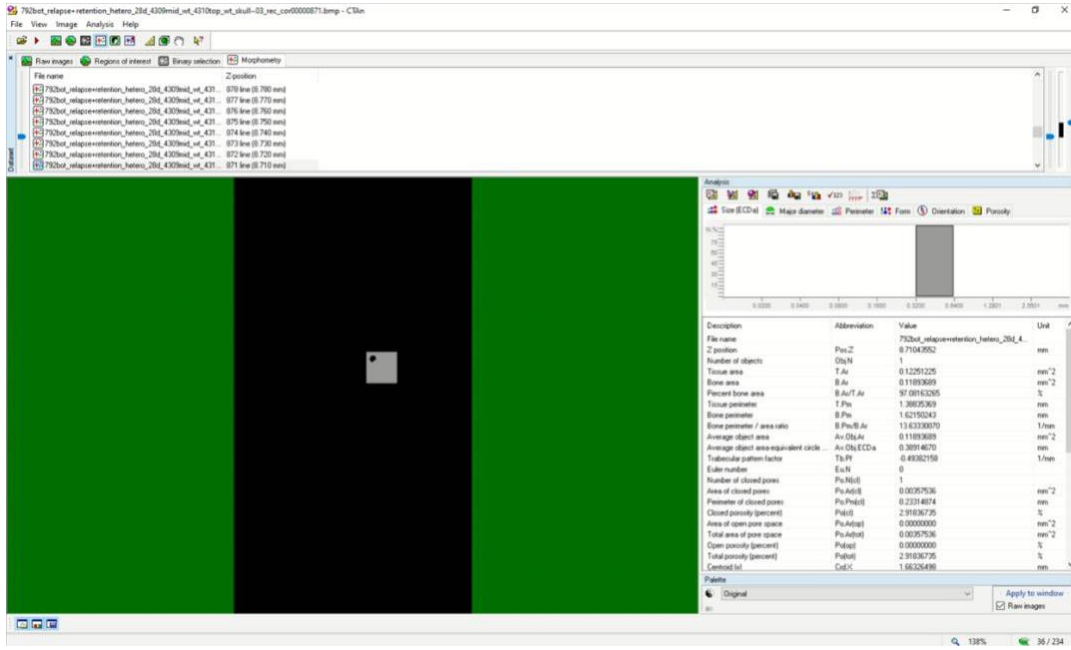 792bot_relapse+retention_hetero_28d_4309mid_wt_4310top_wt_skull--03_rec_cor00000871.bmp - CTAn
File View Image Analysis Help
Raw images Regions of interest Binary selection Morphometry
File name Z position
792bot_relapse+retention_hetero_28d_4309mid_wt_431... 878 line (8.780 mm)
792bot_relapse+retention_hetero_28d_4309mid_wt_431... 877 line (8.770 mm)
792bot_relapse+retention_hetero_28d_4309mid_wt_431... 876 line (8.760 mm)
792bot_relapse+retention_hetero_28d_4309mid_wt_431... 875 line (8.750 mm)
792bot_relapse+retention_hetero_28d_4309mid_wt_431... 874 line (8.740 mm)
792bot_relapse+retention_hetero_28d_4309mid_wt_431... 873 line (8.730 mm)
792bot_relapse+retention_hetero_28d_4309mid_wt_431... 872 line (8.720 mm)
792bot_relapse+retention_hetero_28d_4309mid_wt_431... 871 line (8.710 mm)
Dataset
Analysis
Size (ECDa) Major diameter Perimeter Form Orientation Porosity
mm
Description Abbreviation Value Unit
File name 792bot_relapse+retention_hetero_28d_4...
Z position Pos.Z 8.71043552 mm
Number of objects Obj.N 1
Tissue area T.Ar 0.12251225 mm^2
Bone area B.Ar 0.11893689 mm^2
Percent bone area B.Ar/T.Ar 97.08163265 %
Tissue perimeter T.Pm 1.38835369 mm
Bone perimeter B.Pm 1.62150243 mm
Bone perimeter / area ratio B.Pm/B.Ar 13.63330070 1/mm
Average object area Av.Obj.Ar 0.11893689 mm^2
Average object area-equivalent circle ... Av.Obj.ECDa 0.38914670 mm
Trabecular pattern factor Tb.Pf -0.49382158 1/mm
Euler number Eu.N 0
Number of closed pores Po.N(cl) 1
Area of closed pores Po.Ar(cl) 0.00357536 mm^2
Perimeter of closed pores Po.Pm(cl) 0.23314874 mm
Closed porosity (percent) Po(cl) 2.91836735 %
Area of open pore space Po.Ar(op) 0.00000000 mm^2
Total area of pore space Po.Ar(tot) 0.00357536 mm^2
Open porosity (percent) Po(op) 0.00000000 %
Total porosity (percent) Po(tot) 2.91836735 %
Centroid (x) Crd.X 1.66326498 mm
Palette
Original Apply to window
Raw images
138% 36 / 234